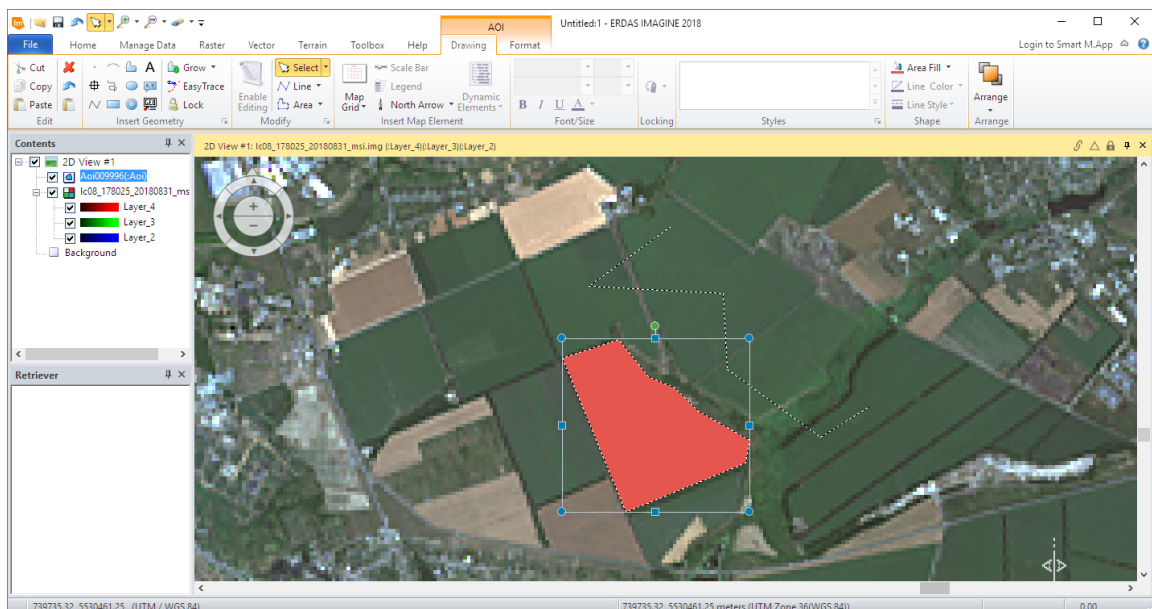 AOI
Untitled:1 - ERDAS IMAGINE 2018
File Home Manage Data Raster Vector Terrain Toolbox Help Drawing Format Login to Smart M.App
Cut Grow Select Scale Bar Area Fill
Copy A EasyTrace Line Legend Line Color
Paste Lock Enable Editing Area Map Grid North Arrow Dynamic Elements B I U A Line Style Arrange
Edit Insert Geometry Modify Insert Map Element Font/Size Locking Styles Shape Arrange
Contents
2D View #1
Aoi009996(:Aoi)
lc08_178025_20180831_ms
Layer_4
Layer_3
Layer_2
Background
Retriever
2D View #1: lc08_178025_20180831_msi.img (:Layer_4)(:Layer_3)(:Layer_2)
739735.32, 5530461.25 (UTM / WGS 84)
739735.32, 5530461.25 meters (UTM Zone 36(WGS 84))
0.00